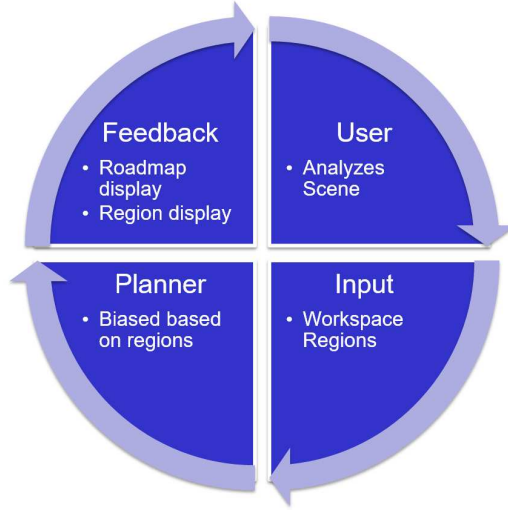 Feedback
• Roadmap
display
• Region display
User
• Analyzes
Scene
Planner
• Biased based
on regions
Input
• Workspace
Regions